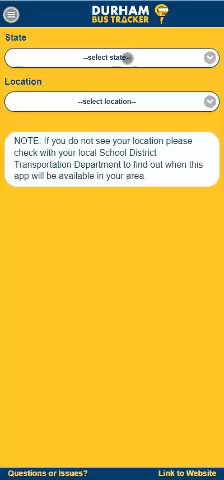 DURHAM
BUS TRACKER
State
--select state--
Location
--select location--
NOTE: If you do not see your location please
check with your local School District
Transportation Department to find out when this
app will be available in your area.
Questions or Issues? Link to Website